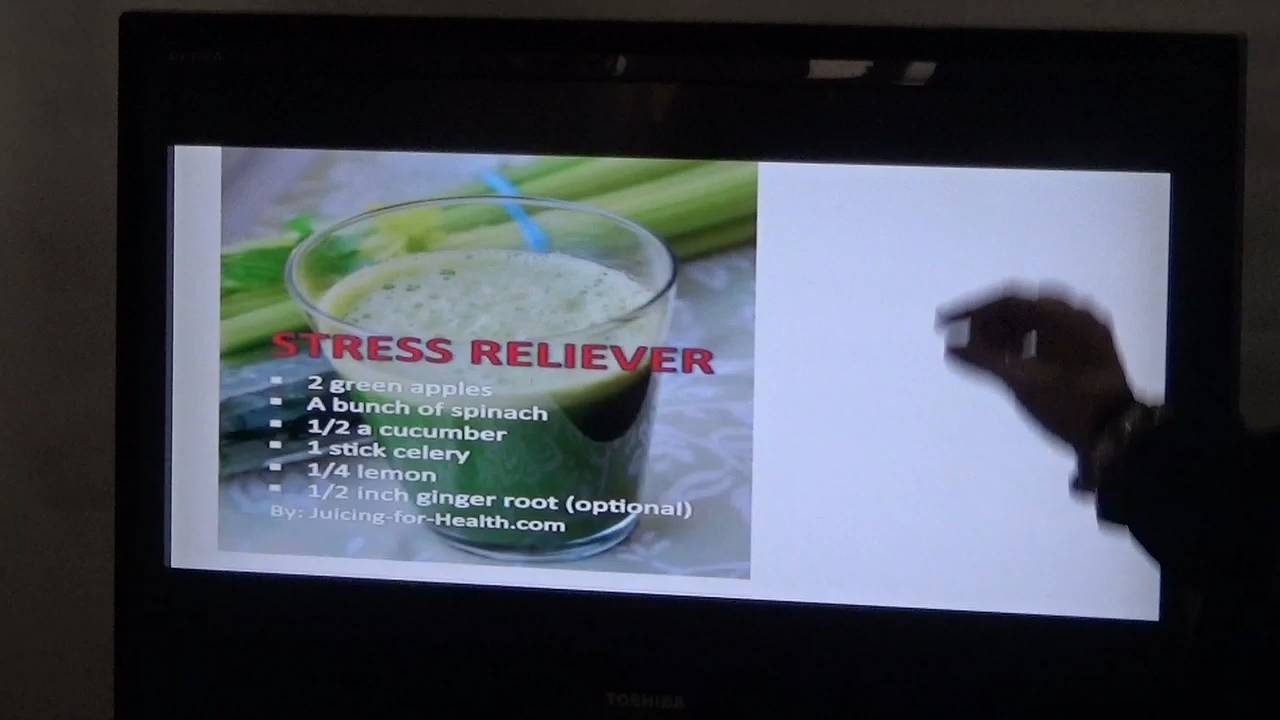 STRESS RELIEVER
▪ 2 green apples
▪ A bunch of spinach
▪ 1/2 a cucumber
▪ 1 stick celery
▪ 1/4 lemon
▪ 1/2 inch ginger root (optional)
By: Juicing-for-Health.com
TOSHIBA